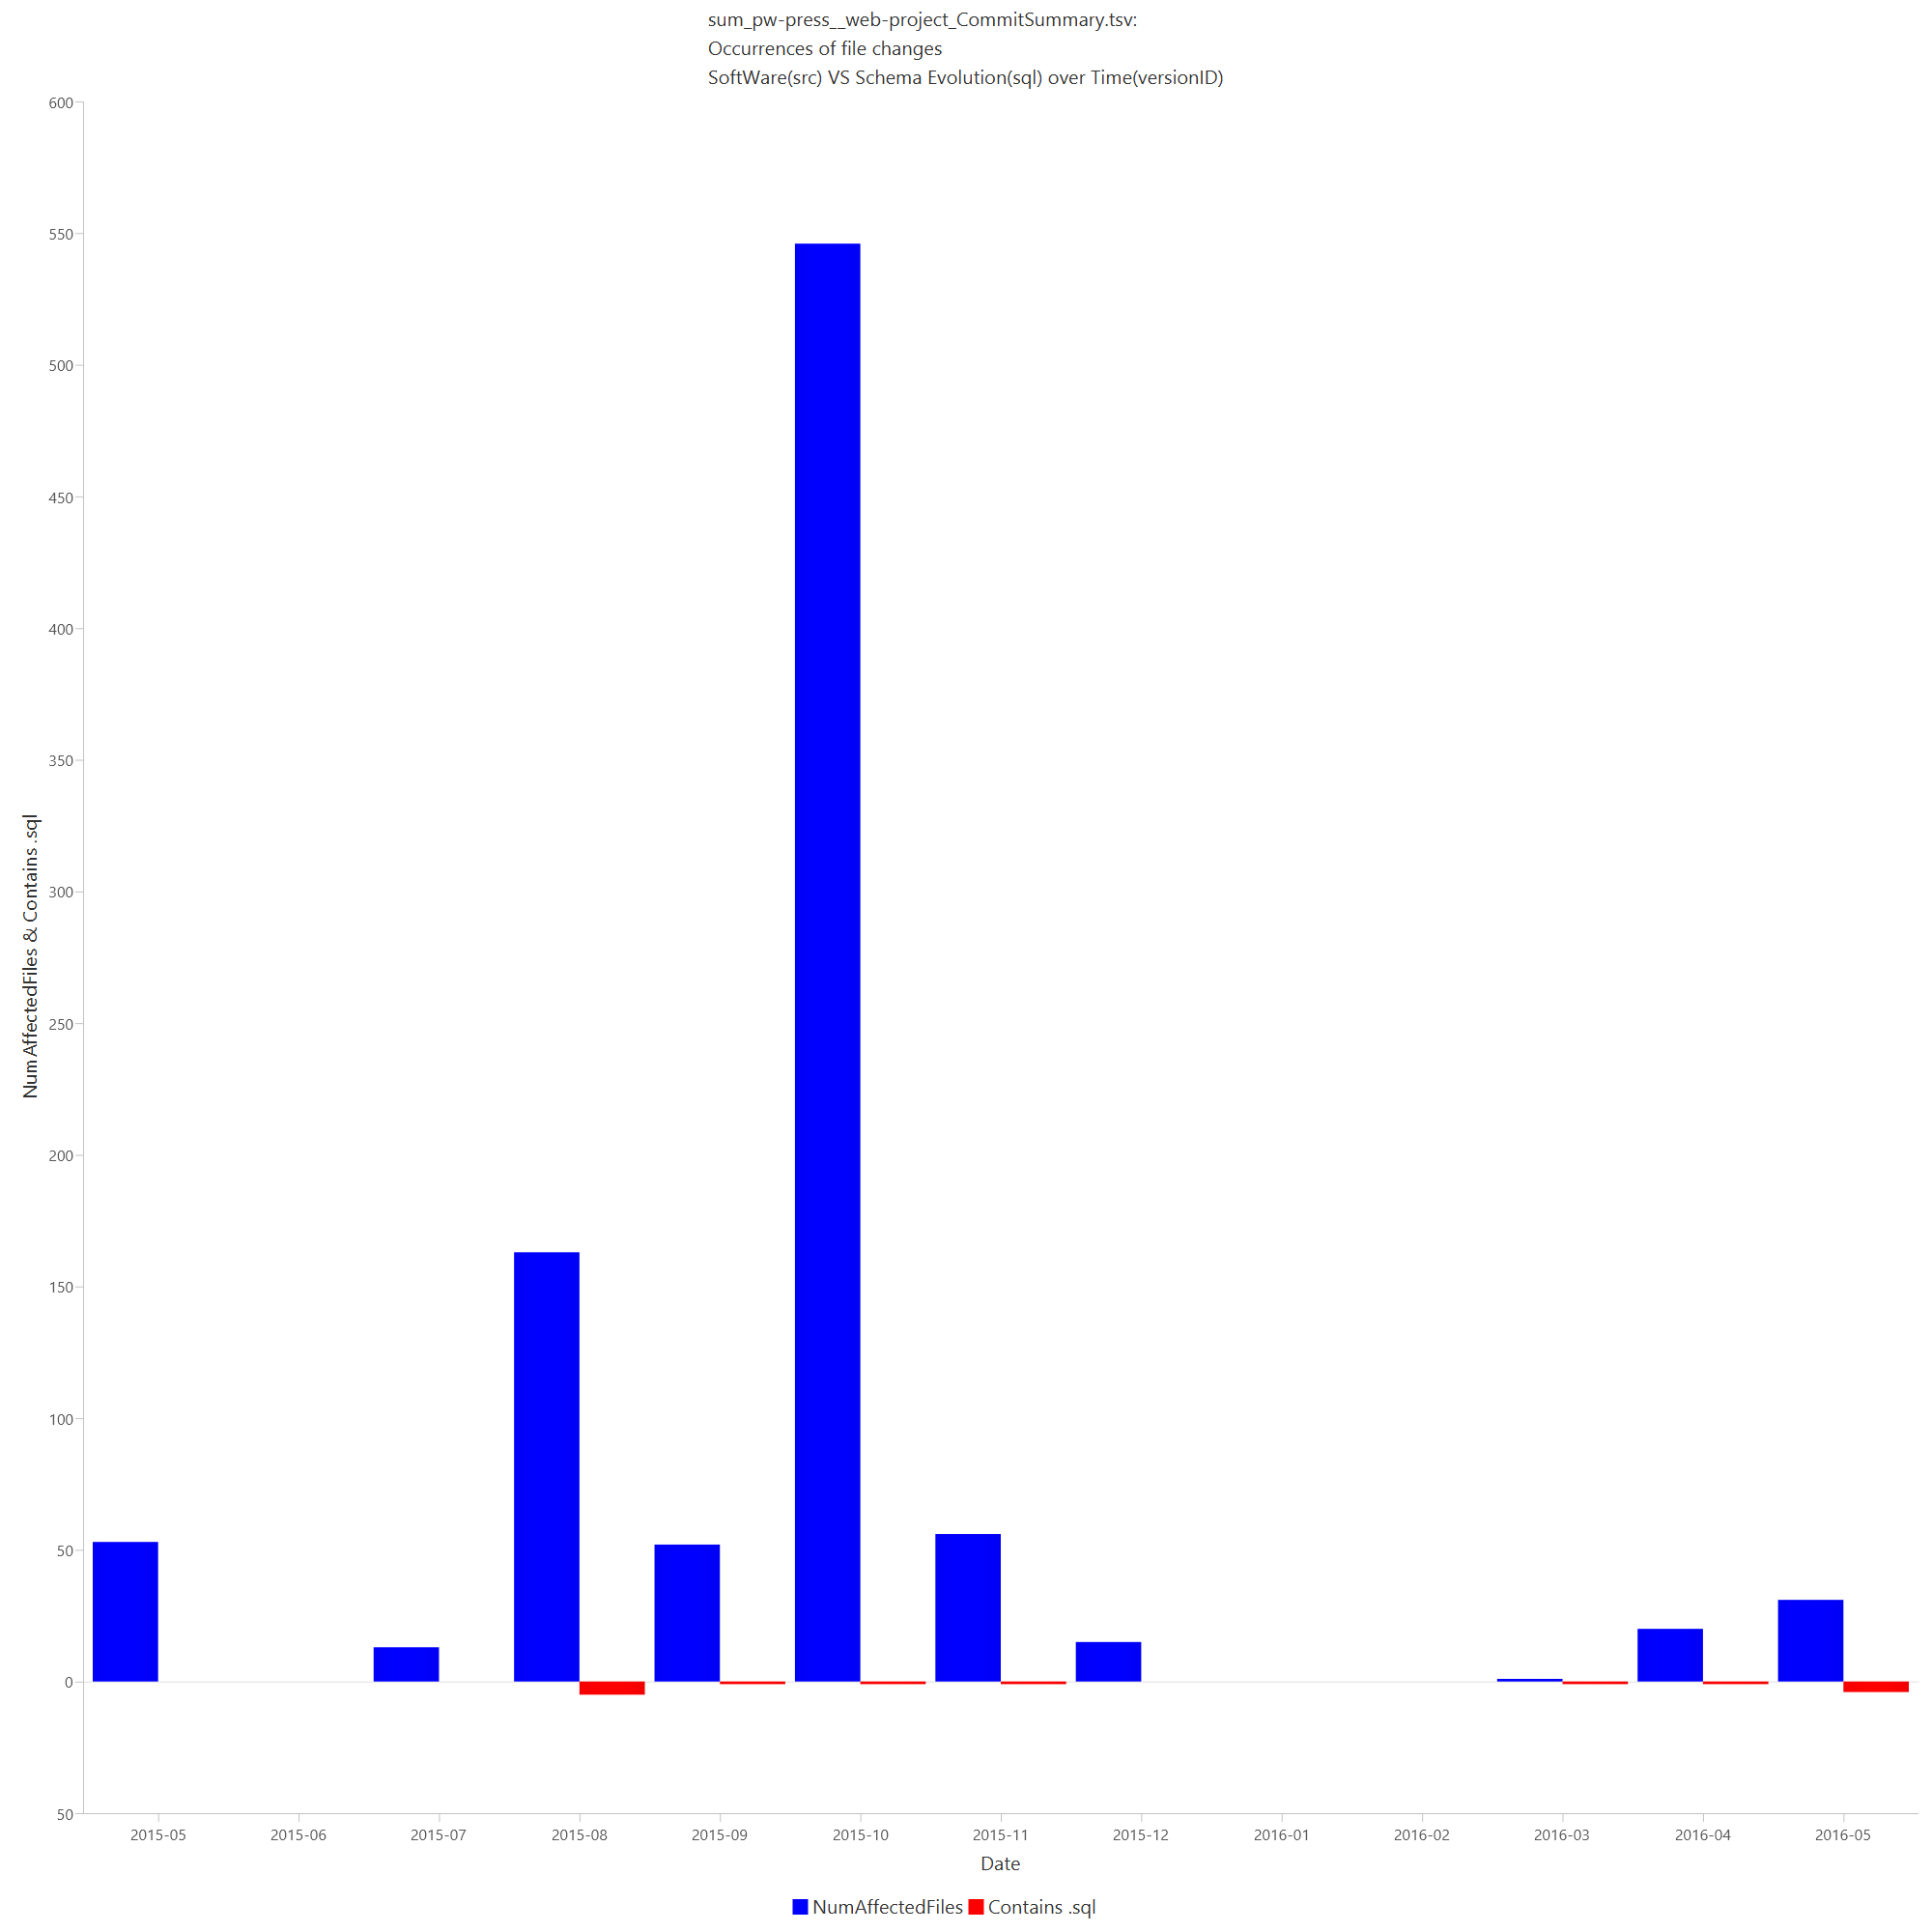 sum_pw-press__web-project_CommitSummary.tsv:
Occurrences of file changes
SoftWare(src) VS Schema Evolution(sql) over Time(versionID)
600
550
500
450
400
350
300
250
200
150
100
50
0
50
NumAffectedFiles & Contains .sql
2015-05 2015-06 2015-07 2015-08 2015-09 2015-10 2015-11 2015-12 2016-01 2016-02 2016-03 2016-04 2016-05
Date
NumAffectedFiles Contains .sql